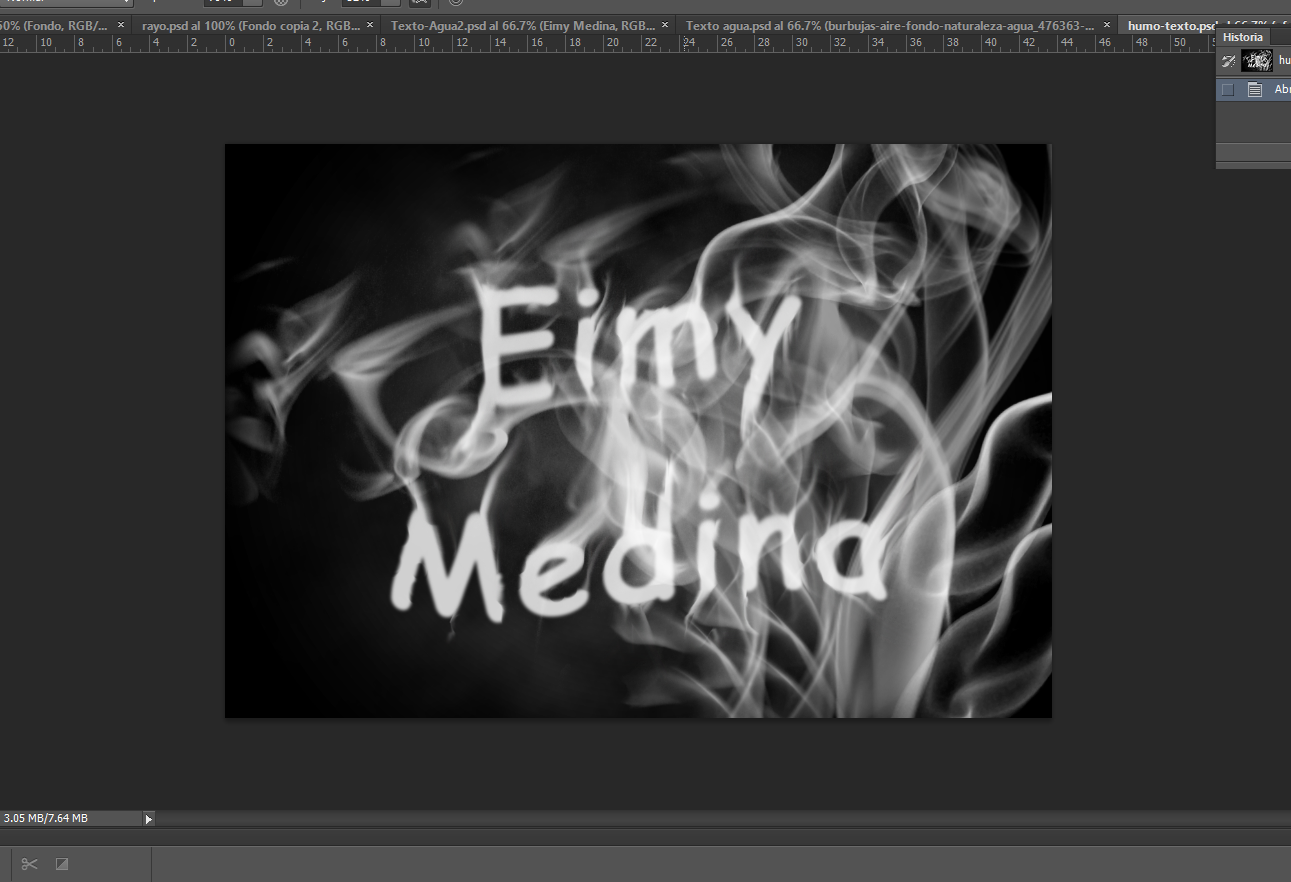 50% (Fondo, RGB/... × rayo.psd al 100% (Fondo copia 2, RGB... × Texto-Agua2.psd al 66.7% (Eimy Medina, RGB... × Texto agua.psd al 66.7% (burbujas-aire-fondo-naturaleza-agua_476363-... × humo-texto.psd
12 10 8 6 4 2 0 2 4 6 8 10 12 14 16 18 20 22 24 26 28 30 32 34 36 38 40 42 44 46 48 50
Historia
hu
Abr
Eimy
Medina
3.05 MB/7.64 MB